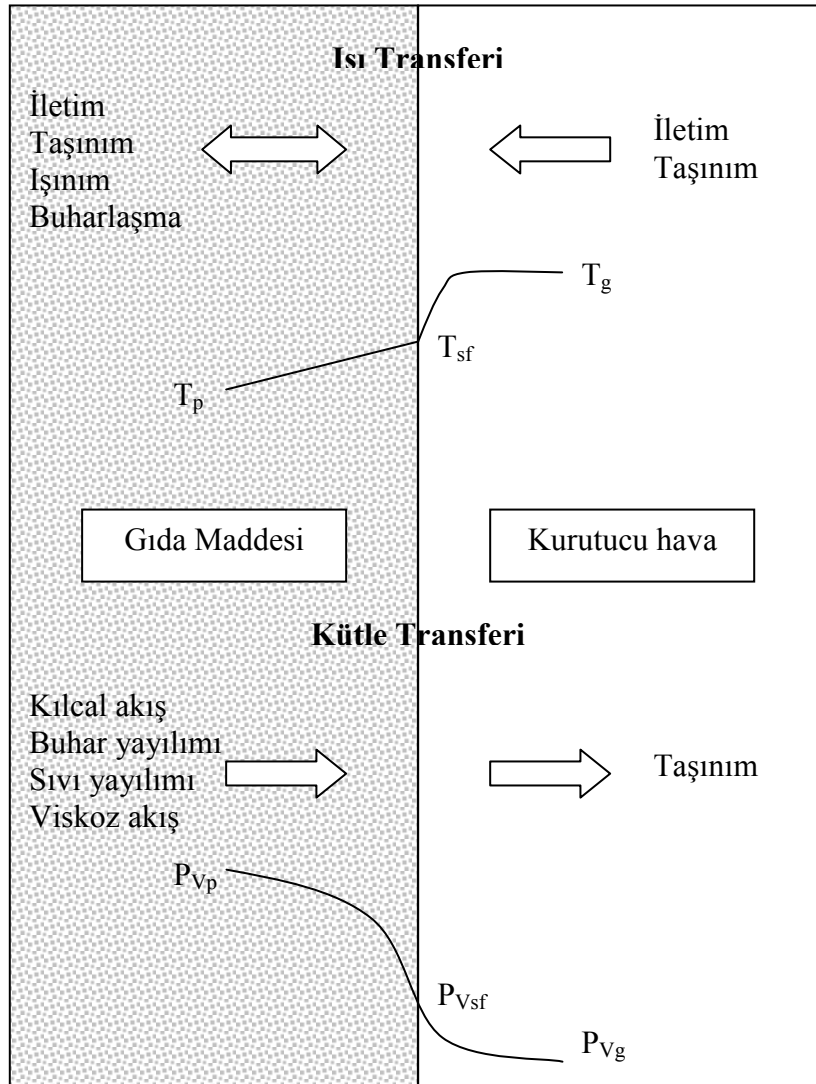 Isı Transferi
İletim
Taşınım
Işınım
Buharlaşma
İletim
Taşınım
Tg
Tsf
Tp
Gıda Maddesi
Kurutucu hava
Kütle Transferi
Kılcal akış
Buhar yayılımı
Sıvı yayılımı
Viskoz akış
Taşınım
PVp
PVsf
PVg